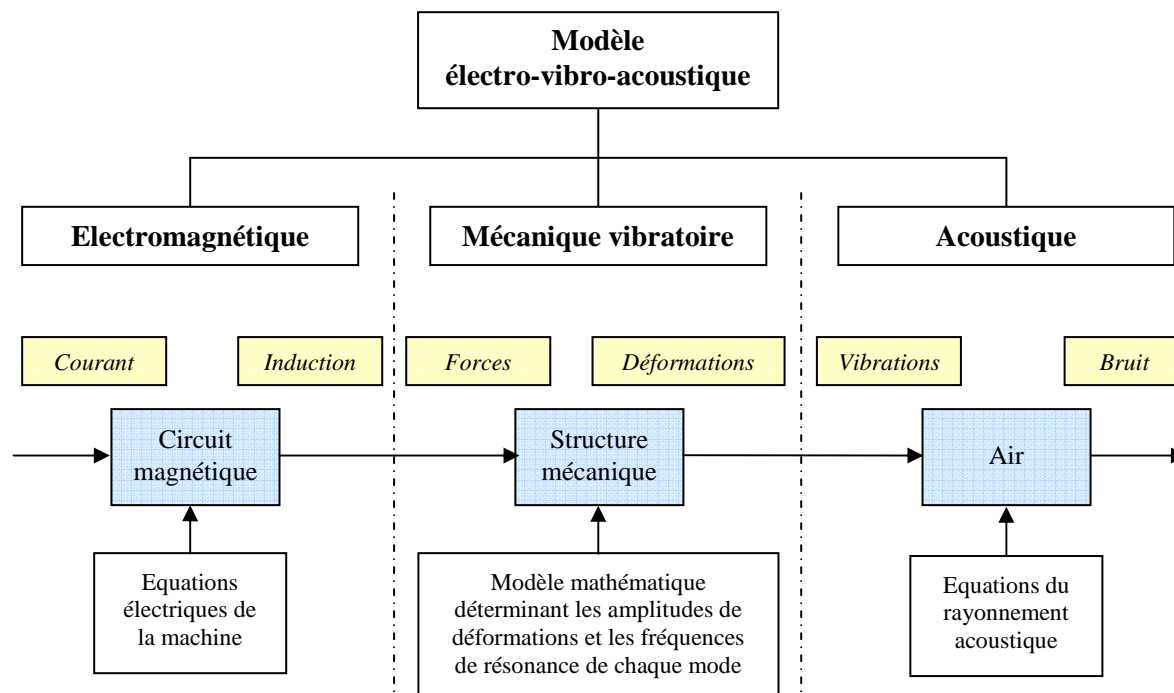 Modèle
électro-vibro-acoustique
Electromagnétique
Mécanique vibratoire
Acoustique
Courant
Induction
Forces
Déformations
Vibrations
Bruit
Circuit
magnétique
Structure
mécanique
Air
Equations
électriques de
la machine
Modèle mathématique
déterminant les amplitudes de
déformations et les fréquences
de résonance de chaque mode
Equations du
rayonnement
acoustique